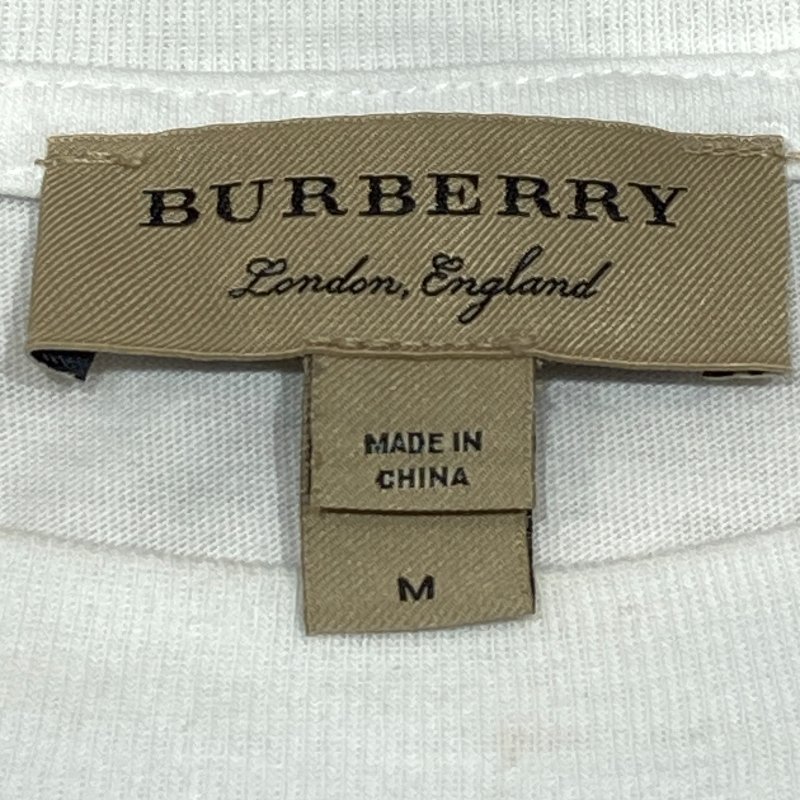 BURBERRY
London, England
MADE IN
CHINA
M